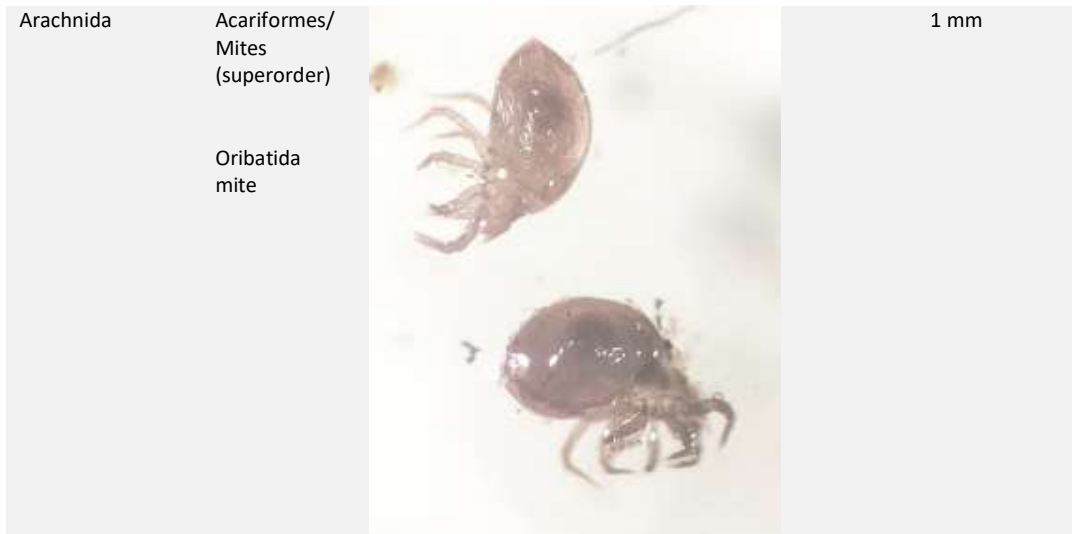 Arachnida
Acariformes/
Mites
(superorder)
Oribatida
mite
1 mm